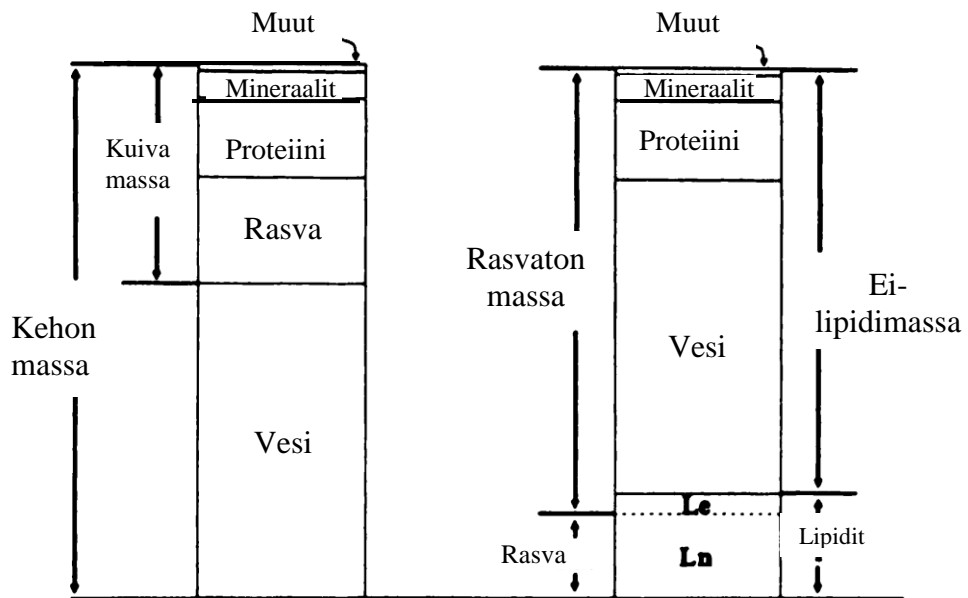 Muut
Mineraalit
Kuiva
massa
Proteiini
Rasva
Kehon
massa
Vesi
Muut
Mineraalit
Proteiini
Rasvaton
massa
Ei-
lipidimassa
Vesi
Le
Rasva
Ln
Lipidit